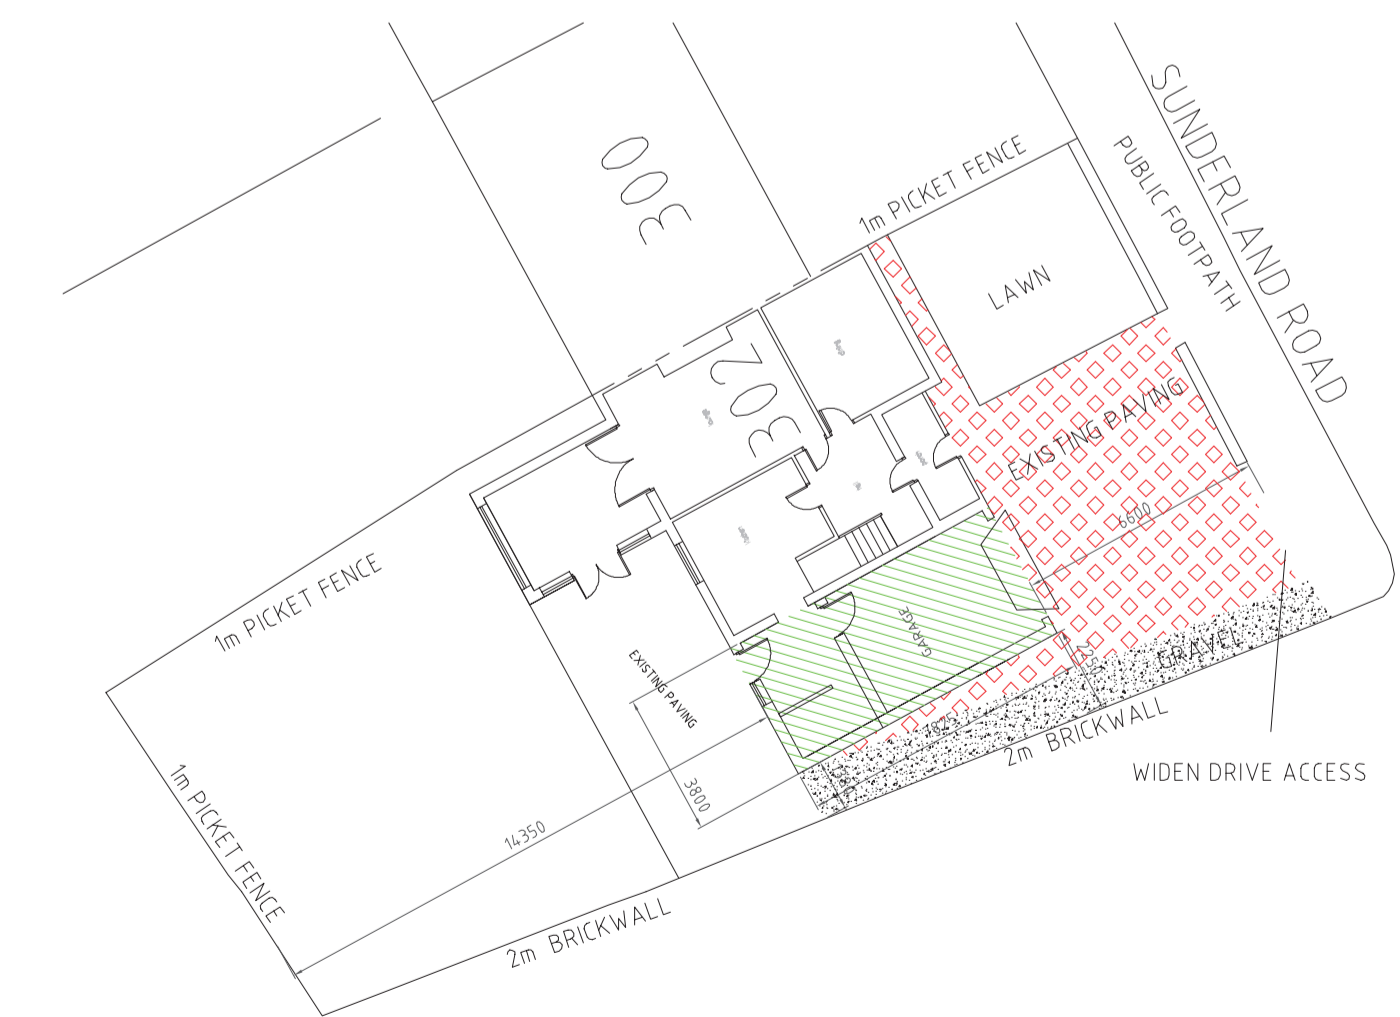 SUNDERLAND ROAD
PUBLIC FOOTPATH
300
1m PICKET FENCE
LAWN
302
EXISTING PAVING
6600
1m PICKET FENCE
GARAGE
EXISTING PAVING
GRAVEL
7875
2m BRICKWALL
WIDEN DRIVE ACCESS
3800
1m PICKET FENCE
14350
2m BRICKWALL